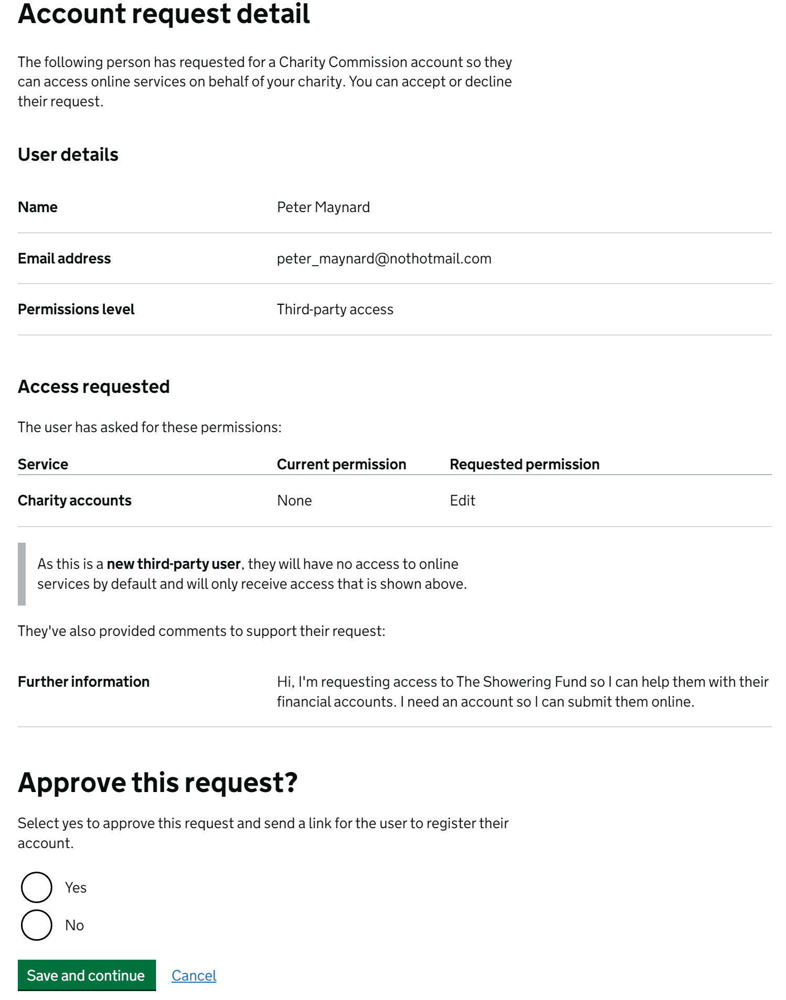 Account request detail
The following person has requested for a Charity Commission account so they
can access online services on behalf of your charity. You can accept or decline
their request.
User details
Name Peter Maynard
Email address peter_maynard@nothotmail.com
Permissions level Third-party access
Access requested
The user has asked for these permissions:
Service Current permission Requested permission
Charity accounts None Edit
As this is a new third-party user, they will have no access to online
services by default and will only receive access that is shown above.
They've also provided comments to support their request:
Further information Hi, I'm requesting access to The Showering Fund so I can help them with their
financial accounts. I need an account so I can submit them online.
Approve this request?
Select yes to approve this request and send a link for the user to register their
account.
Yes
No
Save and continue Cancel